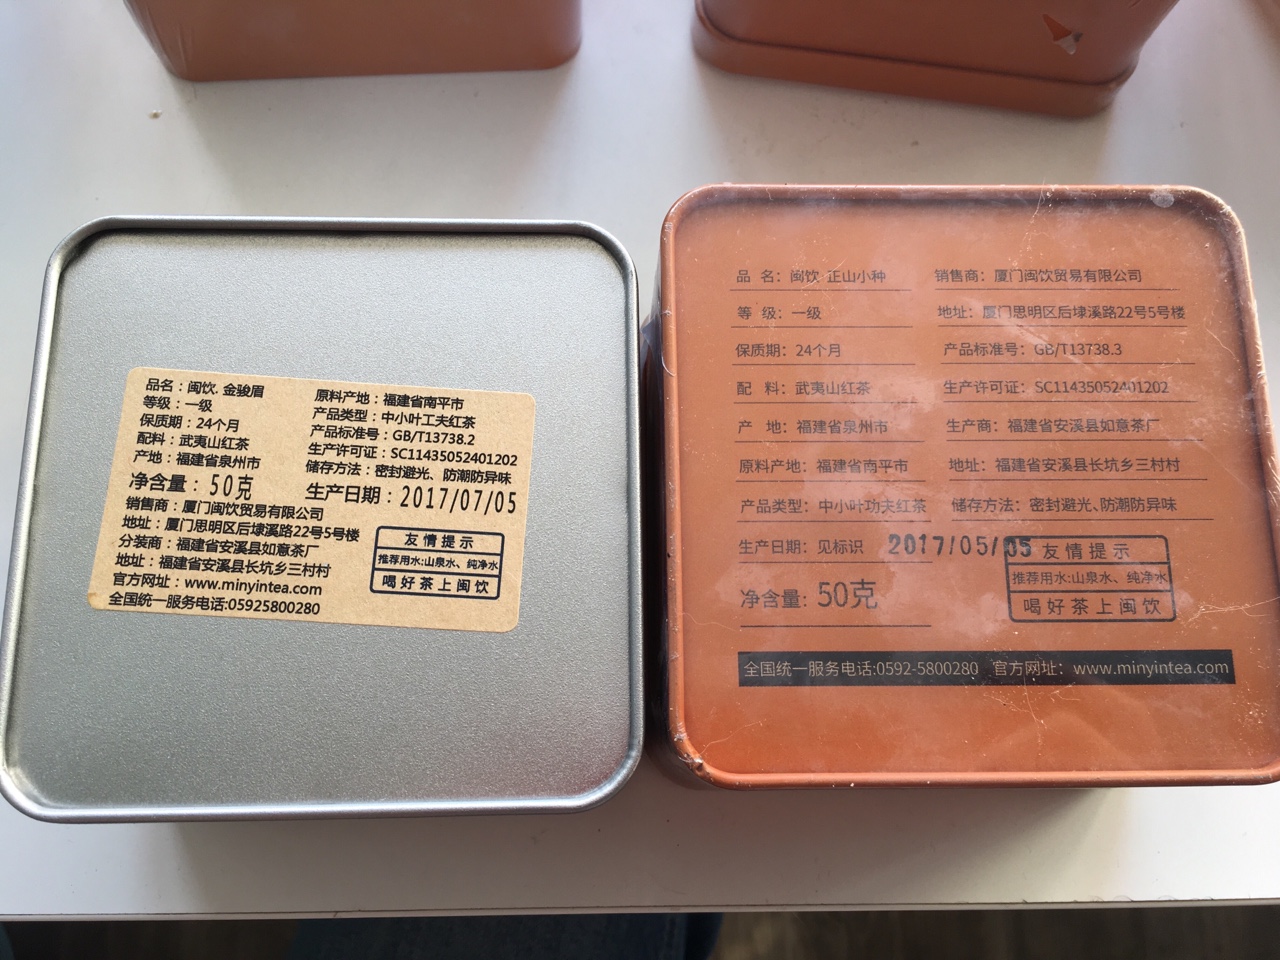 品名：闽饮. 金骏眉
等级：一级
保质期：24个月
配料：武夷山红茶
产地：福建省泉州市
净含量：50克
原料产地：福建省南平市
产品类型：中小叶工夫红茶
产品标准号：GB/T13738.2
生产许可证：SC11435052401202
储存方法：密封避光、防潮防异味
生产日期：2017/07/05
销售商：厦门闽饮贸易有限公司
地址：厦门思明区后埭溪路22号5号楼
分装商：福建省安溪县如意茶厂
地址：福建省安溪县长坑乡三村村
官方网址：www.minyintea.com
全国统一服务电话:05925800280
友情提示
推荐用水:山泉水、纯净水
喝好茶上闽饮
品 名：闽饮. 正山小种
等 级：一级
保质期：24个月
配 料：武夷山红茶
产 地：福建省泉州市
原料产地：福建省南平市
产品类型：中小叶功夫红茶
生产日期：见标识 2017/05/05
净含量：50克
销售商：厦门闽饮贸易有限公司
地址：厦门思明区后埭溪路22号5号楼
产品标准号：GB/T13738.3
生产许可证：SC11435052401202
生产商：福建省安溪县如意茶厂
地址：福建省安溪县长坑乡三村村
储存方法：密封避光、防潮防异味
友情提示
推荐用水:山泉水、纯净水
喝好茶上闽饮
全国统一服务电话:0592-5800280 官方网址：www.minyintea.com